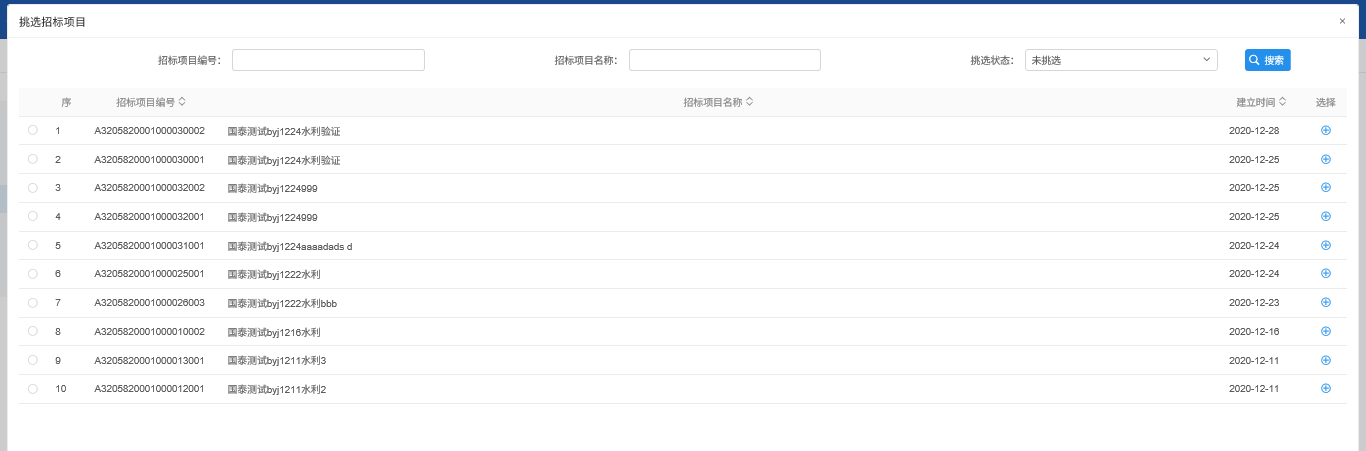 挑选招标项目 ×
招标项目编号: 招标项目名称: 挑选状态: 未挑选 搜索
序 招标项目编号 招标项目名称 建立时间 选择
1 A3205820001000030002 国泰测试byj1224水利验证 2020-12-28
2 A3205820001000030001 国泰测试byj1224水利验证 2020-12-25
3 A3205820001000032002 国泰测试byj1224999 2020-12-25
4 A3205820001000032001 国泰测试byj1224999 2020-12-25
5 A3205820001000031001 国泰测试byj1224aaaadads d 2020-12-24
6 A3205820001000025001 国泰测试byj1222水利 2020-12-24
7 A3205820001000026003 国泰测试byj1222水利bbb 2020-12-23
8 A3205820001000010002 国泰测试byj1216水利 2020-12-16
9 A3205820001000013001 国泰测试byj1211水利3 2020-12-11
10 A3205820001000012001 国泰测试byj1211水利2 2020-12-11